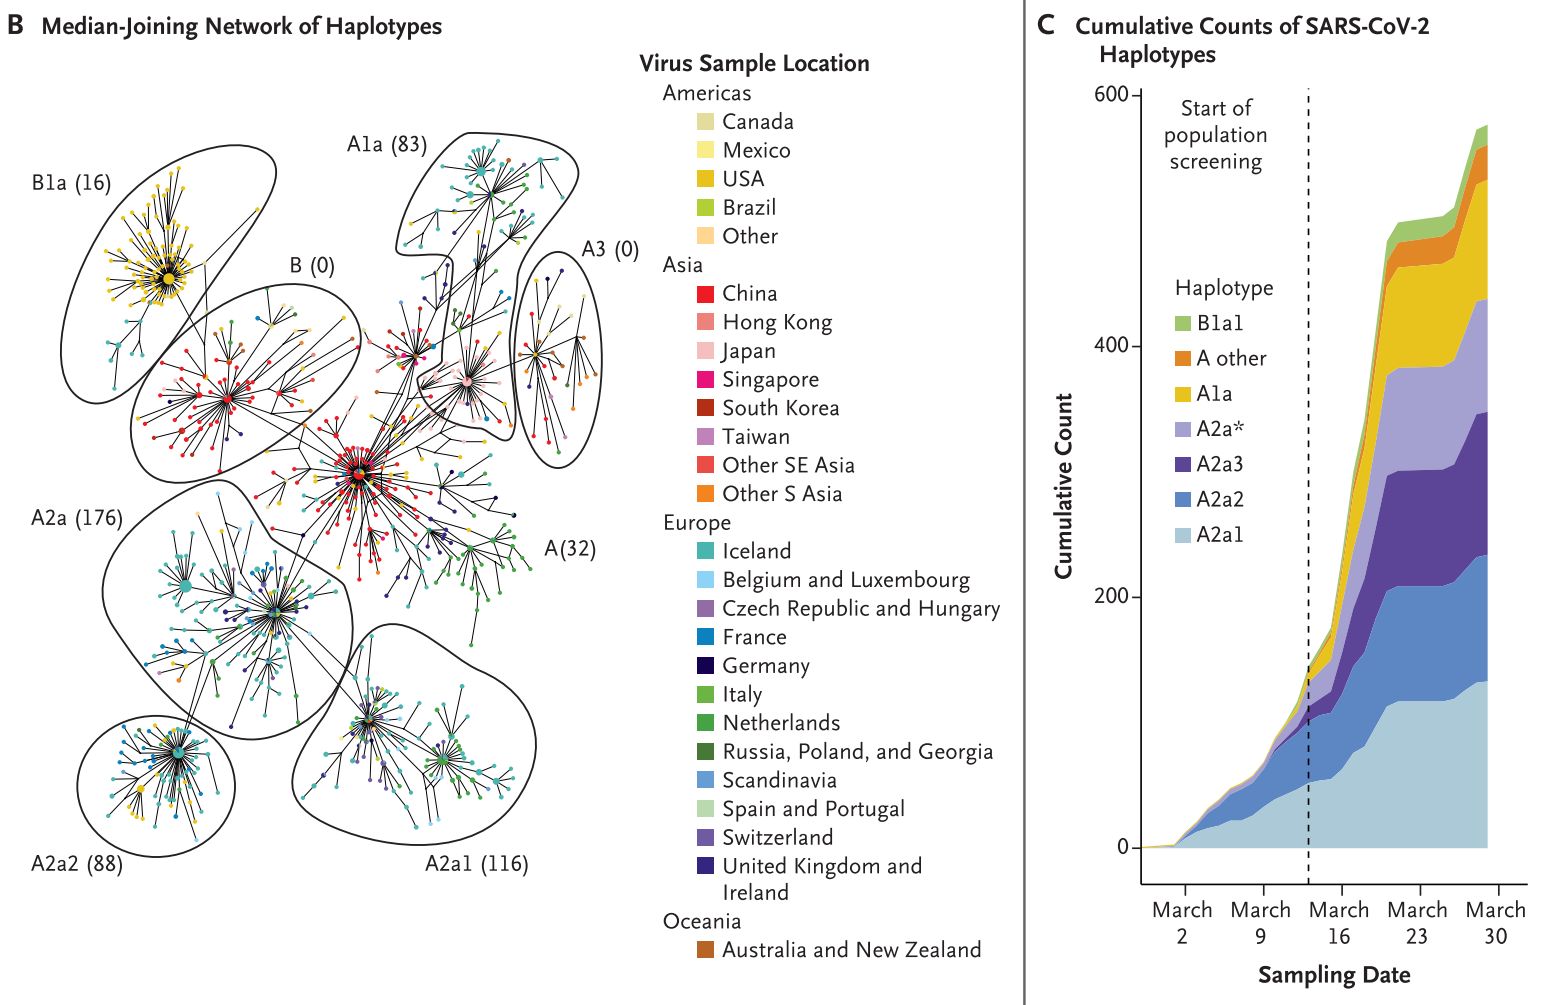 B Median-Joining Network of Haplotypes
B1a (16)
A1a (83)
B (0)
A3 (0)
A2a (176)
A(32)
A2a2 (88)
A2a1 (116)
Virus Sample Location
Americas
Canada
Mexico
USA
Brazil
Other
Asia
China
Hong Kong
Japan
Singapore
South Korea
Taiwan
Other SE Asia
Other S Asia
Europe
Iceland
Belgium and Luxembourg
Czech Republic and Hungary
France
Germany
Italy
Netherlands
Russia, Poland, and Georgia
Scandinavia
Spain and Portugal
Switzerland
United Kingdom and
Ireland
Oceania
Australia and New Zealand
C Cumulative Counts of SARS-CoV-2
Haplotypes
Cumulative Count
600
400
200
0
Start of
population
screening
Haplotype
B1a1
A other
A1a
A2a*
A2a3
A2a2
A2a1
March March March March March
2 9 16 23 30
Sampling Date